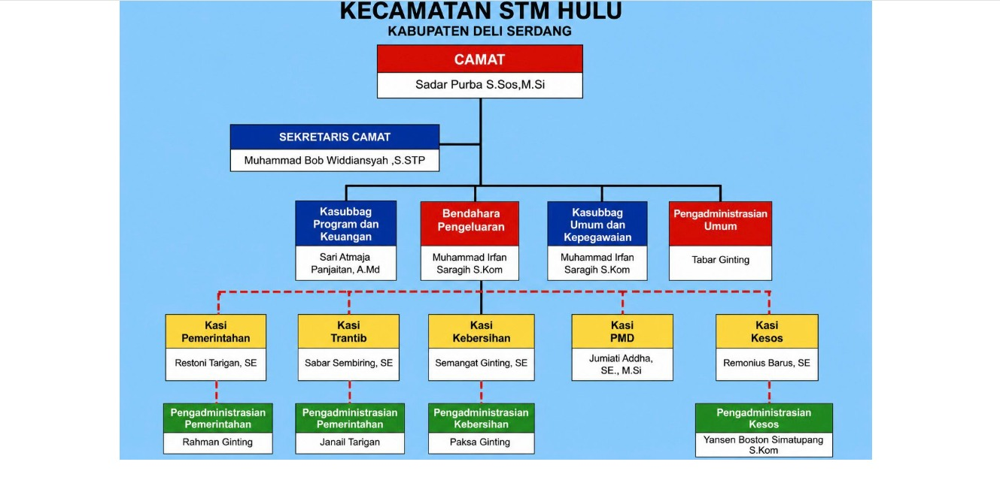 KECAMATAN STM HULU
KABUPATEN DELI SERDANG
CAMAT
Sadar Purba S.Sos,M.Si
SEKRETARIS CAMAT
Muhammad Bob Widdiansyah ,S.STP
Kasubbag
Program dan
Keuangan
Sari Atmaja
Panjaitan, A.Md
Bendahara
Pengeluaran
Muhammad Irfan
Saragih S.Kom
Kasubbag
Umum dan
Kepegawaian
Muhammad Irfan
Saragih S.Kom
Pengadministrasian
Umum
Tabar Ginting
Kasi
Pemerintahan
Restoni Tarigan, SE
Kasi
Trantib
Sabar Sembiring, SE
Kasi
Kebersihan
Semangat Ginting, SE
Kasi
PMD
Jumiati Addha,
SE., M.Si
Kasi
Kesos
Remonius Barus, SE
Pengadministrasian
Pemerintahan
Rahman Ginting
Pengadministrasian
Pemerintahan
Janail Tarigan
Pengadministrasian
Kebersihan
Paksa Ginting
Pengadministrasian
Kesos
Yansen Boston Simatupang
S.Kom